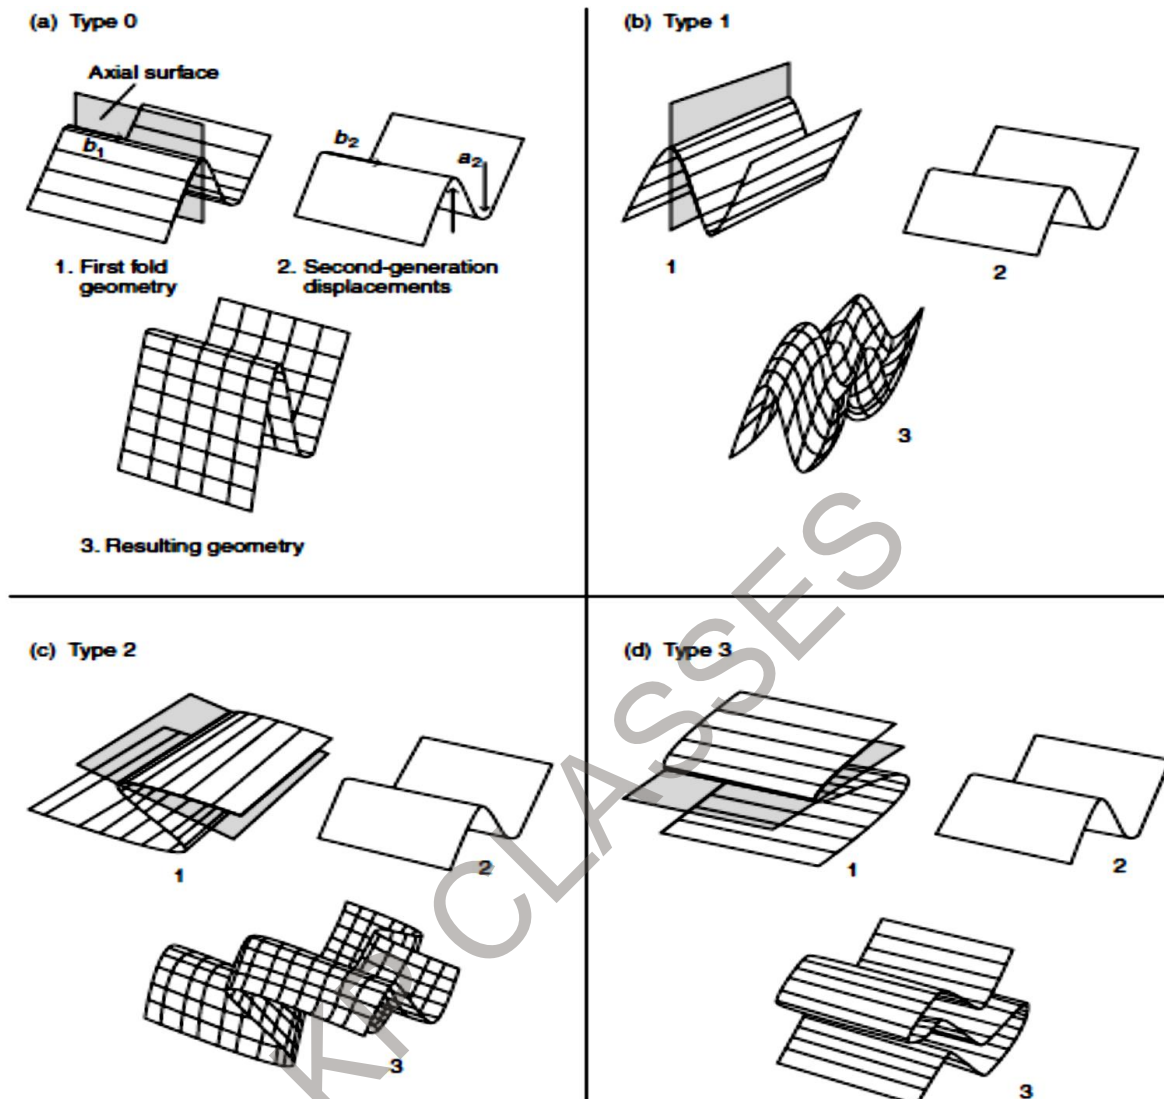 (a) Type 0
Axial surface
b1
b2
a2
1. First fold
geometry
2. Second-generation
displacements
3. Resulting geometry
(b) Type 1
1
2
3
(c) Type 2
1
2
3
(d) Type 3
1
2
3
KP CLASSES